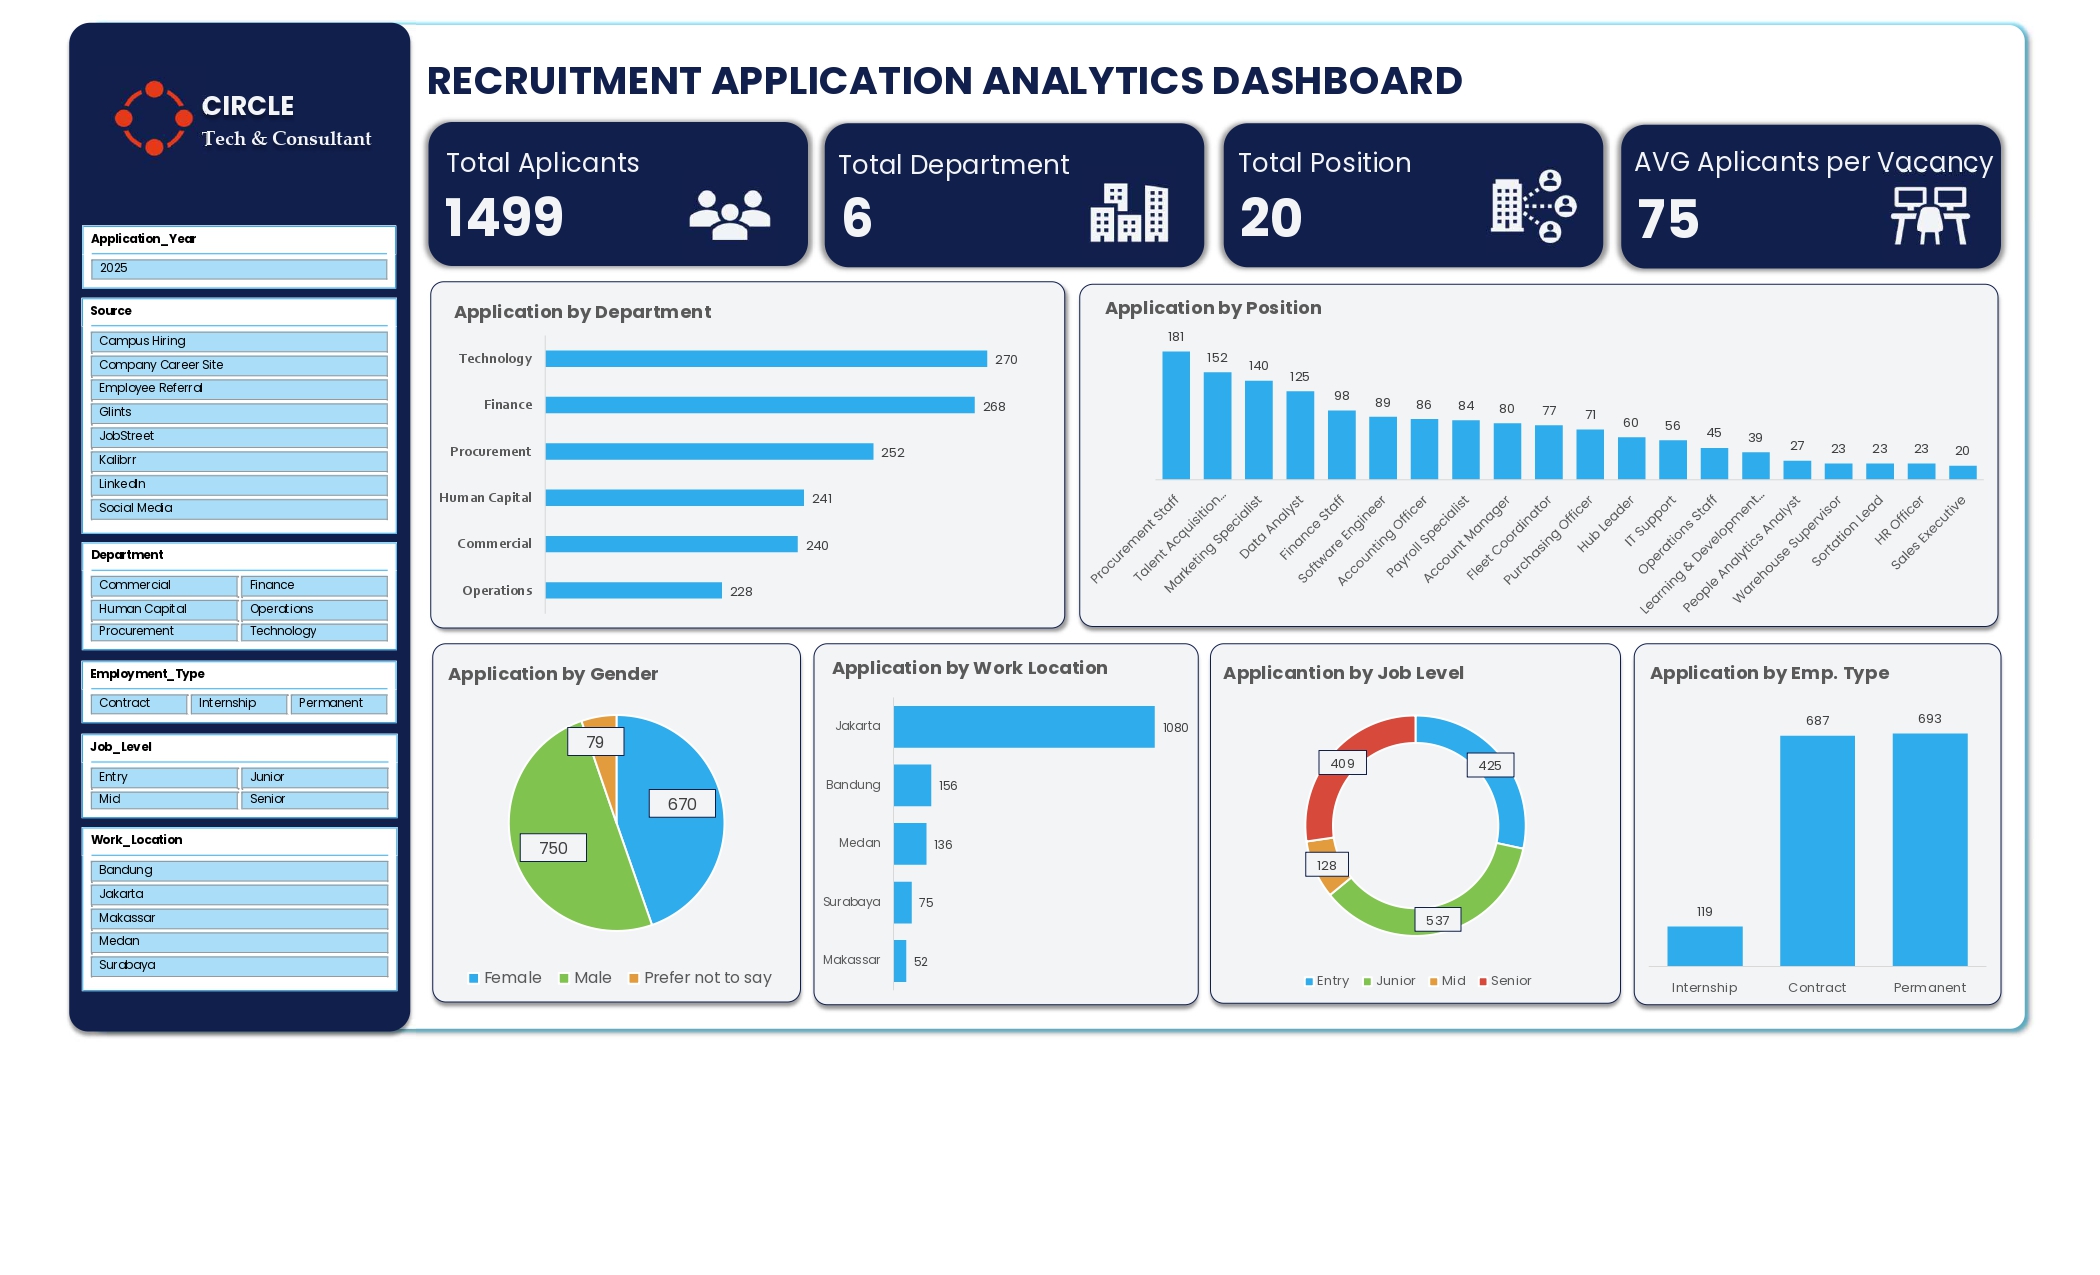 CIRCLE
Tech & Consultant
Application_Year
2025
Source
Campus Hiring
Company Career Site
Employee Referral
Glints
JobStreet
Kalibrr
LinkedIn
Social Media
Department
Commercial Finance
Human Capital Operations
Procurement Technology
Employment_Type
Contract Internship Permanent
Job_Level
Entry Junior
Mid Senior
Work_Location
Bandung
Jakarta
Makassar
Medan
Surabaya
RECRUITMENT APPLICATION ANALYTICS DASHBOARD
Total Aplicants
1499
Total Department
6
Total Position
20
AVG Aplicants per Vacancy
75
Application by Department
Technology 270
Finance 268
Procurement 252
Human Capital 241
Commercial 240
Operations 228
Application by Position
181 152 140 125 98 89 86 84 80 77 71 60 56 45 39 27 23 23 23 20
Procurement Staff
Talent Acquisition...
Marketing Specialist
Data Analyst
Finance Staff
Software Engineer
Accounting Officer
Payroll Specialist
Account Manager
Fleet Coordinator
Purchasing Officer
Hub Leader
IT Support
Operations Staff
Learning & Development...
People Analytics Analyst
Warehouse Supervisor
Sortation Lead
HR Officer
Sales Executive
Application by Gender
79
670
750
Female Male Prefer not to say
Application by Work Location
Jakarta 1080
Bandung 156
Medan 136
Surabaya 75
Makassar 52
Applicantion by Job Level
409 425
128
537
Entry Junior Mid Senior
Application by Emp. Type
119 687 693
Internship Contract Permanent